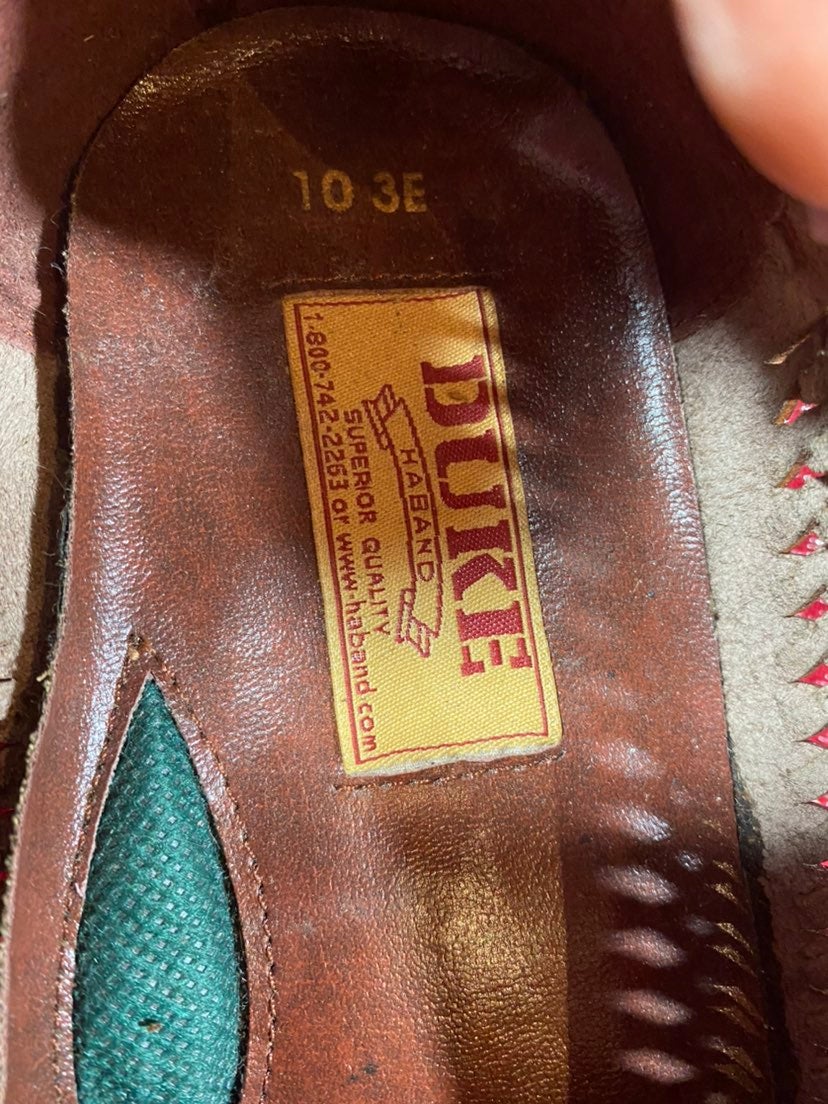 10 3E
DUKE
HABAND
SUPERIOR QUALITY
1-800-742-2263 or www.haband.com